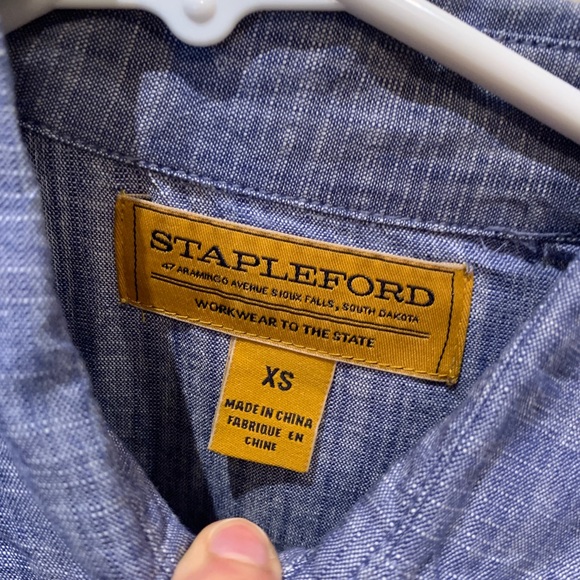 STAPLEFORD
47 ARAMINGO AVENUE SIOUX FALLS, SOUTH DAKOTA
WORKWEAR TO THE STATE
XS
MADE IN CHINA
FABRIQUE EN
CHINE